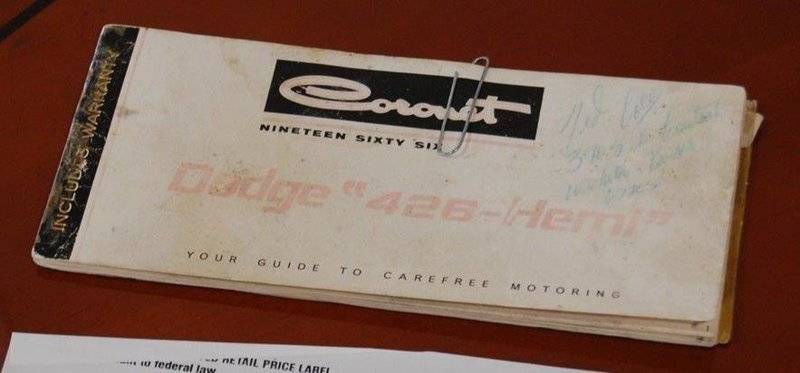 INCLUDES WARRANTY
Coronet
NINETEEN SIXTY SIX
Dodge "426-Hemi"
YOUR GUIDE TO CAREFREE MOTORING
RETAIL PRICE LABEL
to federal law